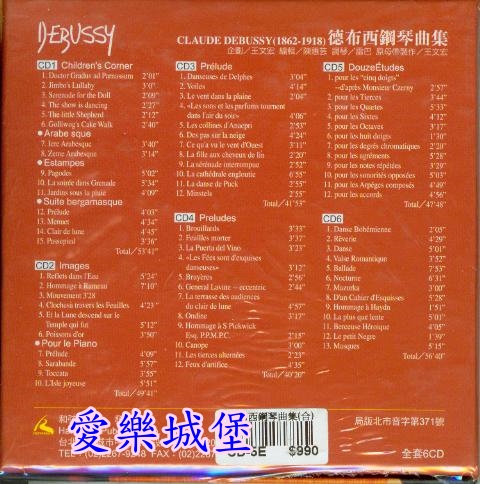 DEBUSSY
CLAUDE DEBUSSY(1862-1918) 德布西鋼琴曲集
企劃/王文宏 編輯/陳德芸 調琴/雷巴 原母帶製作/王文宏
CD1 Children's Corner
1. Doctor Gradus ad Parnassum 2'01"
2. Jimbo's Lullaby 3'0"
3. Serenade for the Doll 2'09"
4. The show is dancing 2'27"
5. The little Shepherd 2'12"
6. Golliwog's Cake Walk 2'40"
• Arabe sque
7. 1ere Arabesque 3'40"
8. 2eme Arabesque 3'14"
• Estampes
9. Pagodes 5'02"
10. La soirée dans Grenade 5'34"
11. Jardins sous la pluie 4'09"
• Suite bergamasque
12. Prélude 4'03"
13. Menuet 4'34"
14. Clair de lune 4'45"
15. Passepied 3'36"
Total/53'41"
CD2 Images
1. Reflets dans l'Eau 5'24"
2. Hommage à Rameau 7'10"
3. Mouvement 3'28
4. Clochesà travers les Feuilles 4'23"
5. Et la Lune descend sur le
Temple qui fut 5'12"
6. Poissons d'or 3'50"
• Pour le Piano
7. Prélude 4'09"
8. Sarabande 5'57"
9. Toccata 3'55"
10. L'Isle joyeuse 5'51"
Total/49'41"
CD3 Prélude
1. Danseuses de Delphes 3'04"
2. Voiles 4'14"
3. Le vent dans la plaine 2'04"
4. «Les sons et les parfums tournent
dans l'air du soir» 4'06"
5. Les collines d'Anacpri 2'53"
6. Des pas sur la neige 4'24"
7. Ce qu'a vu le vent d'Ouest 3'11"
8. La fille aux cheveux de lin 2'20"
9. La sérénade interrompue 2'52"
10. La cathédrale engloutie 6'55"
11. La danse de Puck 2'55"
12. Minstels 2'55"
Total/41'53"
CD4 Preludes
1. Brouillards 3'33"
2. Feuilles morter 3'37"
3. La Puerta del Vino 3'23"
4. «Les Fées sont d'exquises
danseuses» 3'12"
5. Bruyères 2'56"
6. General Lavine – eccentric 2'44"
7. La terrasse des audiences
du clair de lune 4'57"
8. Ondine 3'17"
9. Hommage à S Pickwick
Esq. P.P.M.P.C. 2'15"
10. Canope 3'00"
11. Les tierces alternées 2'23"
12. Feux d'artifice 4'35"
Total/40'20"
CD5 DouzeÉtudes
1. pour les "cinq doigts"
–d'après Monsieur Czerny 2'57"
2. pour les Tierces 3'44"
3. pour les Quartes 5'33"
4. pour les Sixtes 4'12"
5. pour les Octaves 3'17"
6. pour les huit doigts 1'30"
7. pour les degrés chromatiques 2'20"
8. pour les agréments 5'28"
9. pour les notes répétées 3'29"
10. pour les sonorités opposées 5'03"
11. pour les Arpèges composés 4'49"
12. pour les accords 4'56"
Total/47'48"
CD6
1. Danse Bohémienne 2'05"
2. Rêverie 4'29"
3. Danse 5'01"
4. Valse Romantique 3'52"
5. Ballade 7'53"
6. Nocturne 6'27"
7. Mazurka 3'00"
8. D'un Cahier d'Esquisses 5'28"
9. Hommage à Haydn 1'51"
10. La plus que lente 5'01"
11. Berceuse Héroique 4'05"
12. Le petit Negre 1'39"
13. Masques 5'15"
Total/56'40"
西鋼琴曲集(合)
$990
局版北市音字第371號
全套6CD
愛樂城堡
TEL:(02)2267-9248 FAX:(02)2267